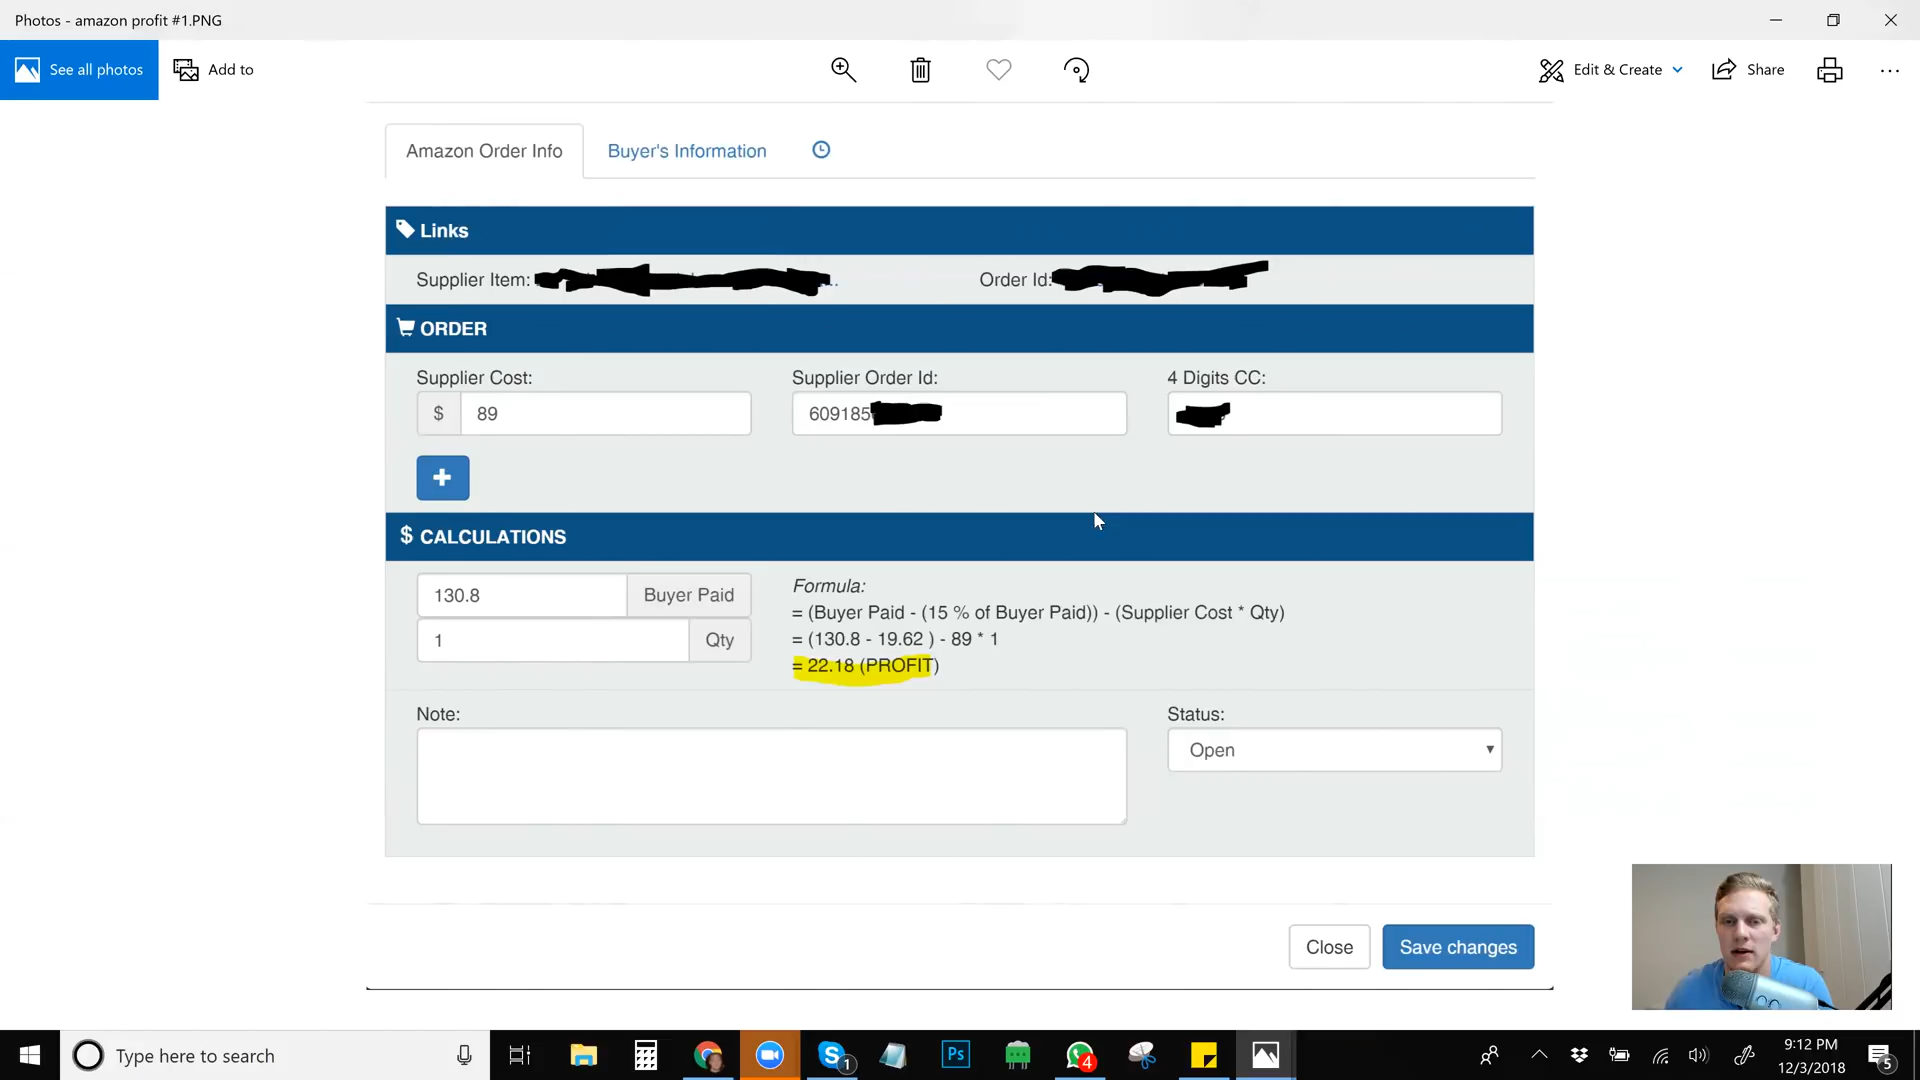 Photos - amazon profit #1.PNG
See all photos
Add to
Edit & Create
Share
Amazon Order Info
Buyer's Information
Links
Supplier Item:
Order Id:
ORDER
Supplier Cost:
Supplier Order Id:
4 Digits CC:
$
89
609185
+
$ CALCULATIONS
130.8
Buyer Paid
1
Qty
Formula:
= (Buyer Paid - (15 % of Buyer Paid)) - (Supplier Cost * Qty)
= (130.8 - 19.62 ) - 89 * 1
= 22.18 (PROFIT)
Note:
Status:
Open
Close
Save changes
Type here to search
1
Ps
4
9:12 PM
12/3/2018
5